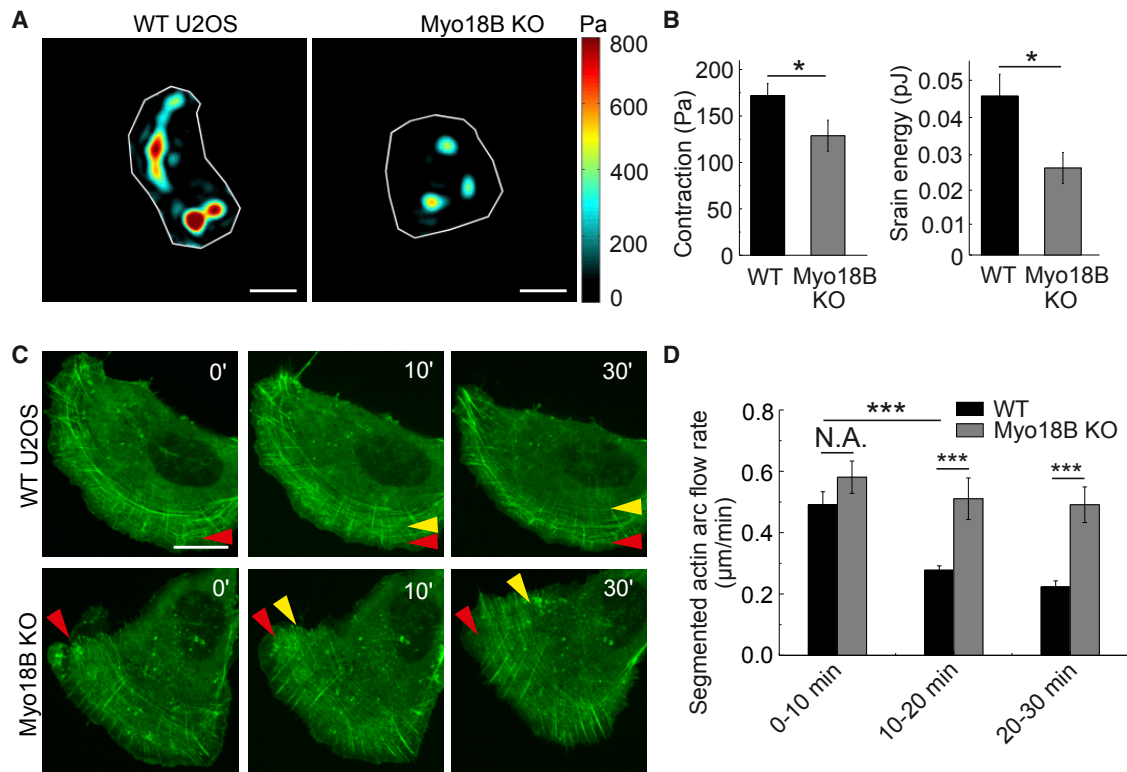 A
WT U2OS
Myo18B KO
Pa
800
600
400
200
0
B
Contraction (Pa)
200
150
100
50
0
*
WT
Myo18B
KO
Srain energy (pJ)
0.05
0.04
0.03
0.02
0.01
0
*
WT
Myo18B
KO
C
WT U2OS
0'
10'
30'
Myo18B KO
0'
10'
30'
D
Segmented actin arc flow rate
(µm/min)
0.8
0.6
0.4
0.2
0.0
WT
Myo18B KO
***
N.A.
***
***
0-10 min
10-20 min
20-30 min